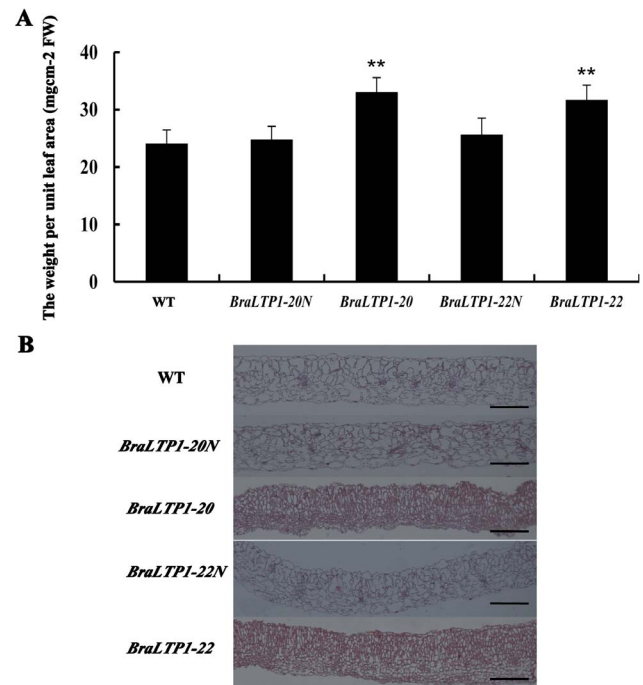 A
The weight per unit leaf area (mgcm-2 FW)
40
30
20
10
0
**
**
WT
BraLTP1-20N
BraLTP1-20
BraLTP1-22N
BraLTP1-22
B
WT
BraLTP1-20N
BraLTP1-20
BraLTP1-22N
BraLTP1-22